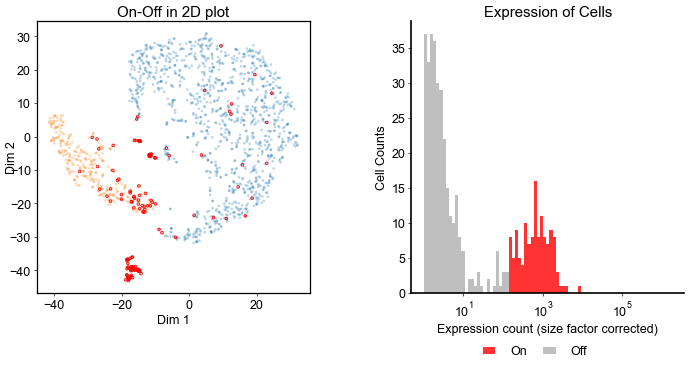 On-Off in 2D plot
30
20
10
0
−10
−20
−30
−40
Dim 2
−40
−20
0
20
Dim 1
Expression of Cells
35
30
25
20
15
10
5
0
Cell Counts
10¹
10³
10⁵
Expression count (size factor corrected)
On
Off